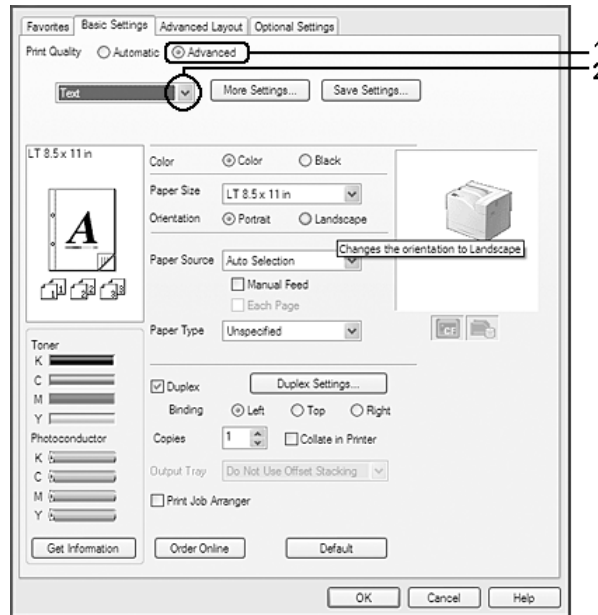 Favorites Basic Settings Advanced Layout Optional Settings
Print Quality Automatic Advanced 1
Text More Settings... Save Settings... 2
LT 8.5 x 11 in
Color Color Black
Paper Size LT 8.5 x 11 in
Orientation Portrait Landscape
Changes the orientation to Landscape
A
Paper Source Auto Selection
Manual Feed
Each Page
Paper Type Unspecified
CF
Toner
K
C
M
Y
Duplex Duplex Settings...
Binding Left Top Right
Photoconductor
Copies 1 Collate in Printer
K
C
Output Tray Do Not Use Offset Stacking
M
Print Job Arranger
Y
Get Information Order Online Default
OK Cancel Help